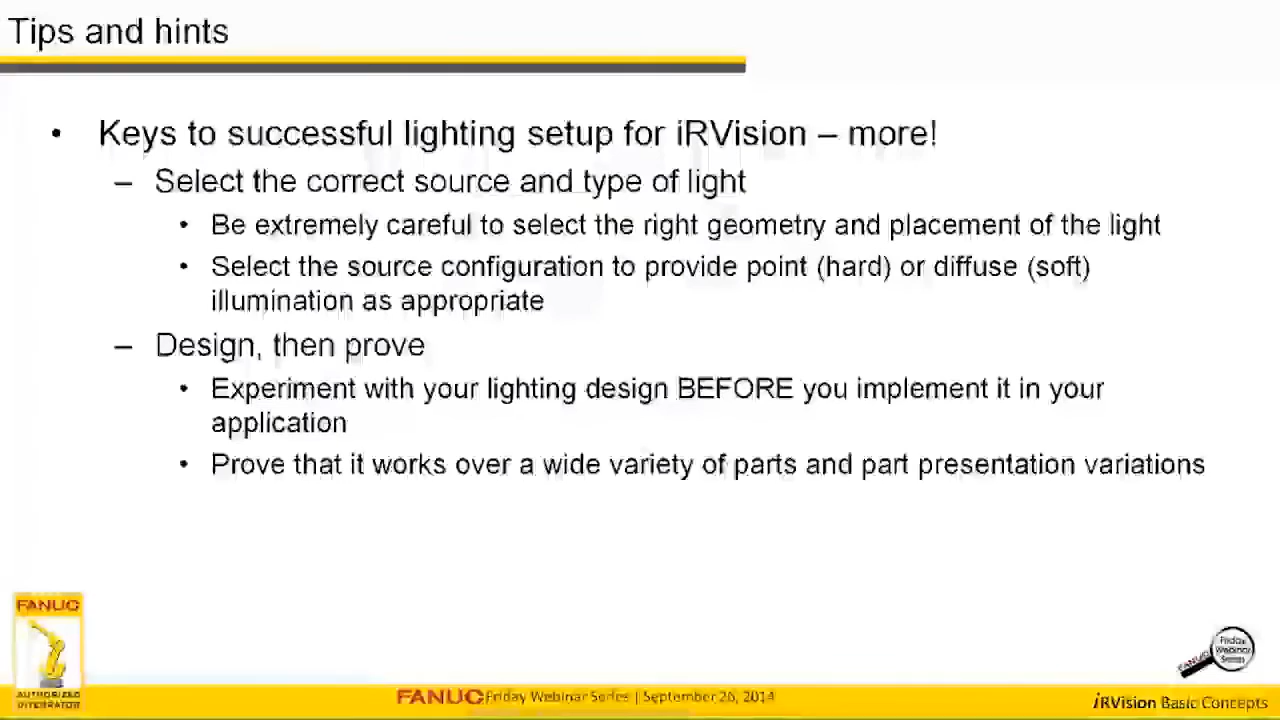 Tips and hints
• Keys to successful lighting setup for iRVision – more!
– Select the correct source and type of light
• Be extremely careful to select the right geometry and placement of the light
• Select the source configuration to provide point (hard) or diffuse (soft)
illumination as appropriate
– Design, then prove
• Experiment with your lighting design BEFORE you implement it in your
application
• Prove that it works over a wide variety of parts and part presentation variations
FANUC
AUTHORIZED
INTEGRATOR
FANUC Friday Webinar Series | September 26, 2014
FANUC
Friday
Webinar
Series
iRVision Basic Concepts